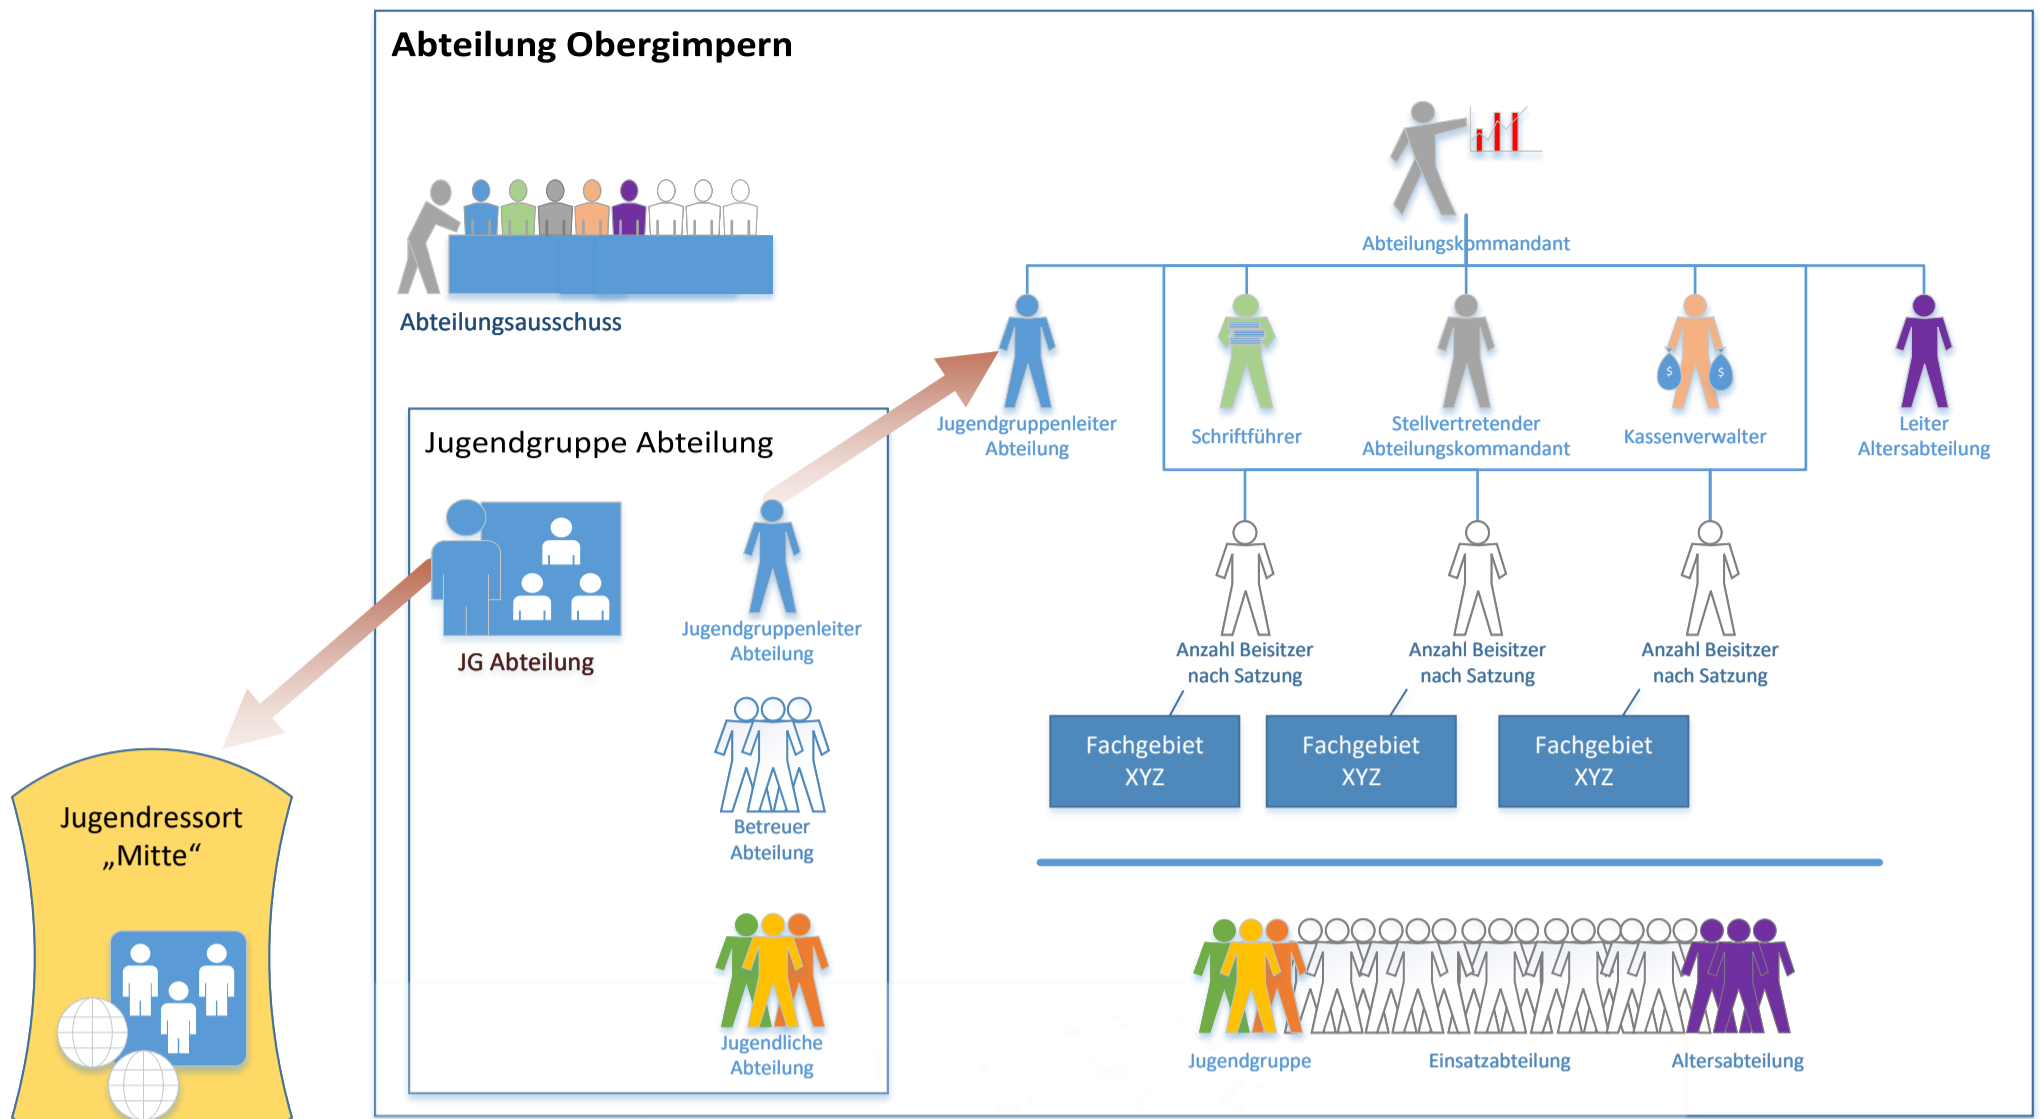 Abteilung Obergimpern
Abteilungskommandant
Abteilungsausschuss
Jugendgruppenleiter
Abteilung
Schriftführer
Stellvertretender
Abteilungskommandant
$
$
Kassenverwalter
Leiter
Altersabteilung
Jugendgruppe Abteilung
JG Abteilung
Jugendgruppenleiter
Abteilung
Betreuer
Abteilung
Jugendliche
Abteilung
Anzahl Beisitzer
nach Satzung
Anzahl Beisitzer
nach Satzung
Anzahl Beisitzer
nach Satzung
Fachgebiet
XYZ
Fachgebiet
XYZ
Fachgebiet
XYZ
Jugendressort
„Mitte“
Jugendgruppe
Einsatzabteilung
Altersabteilung